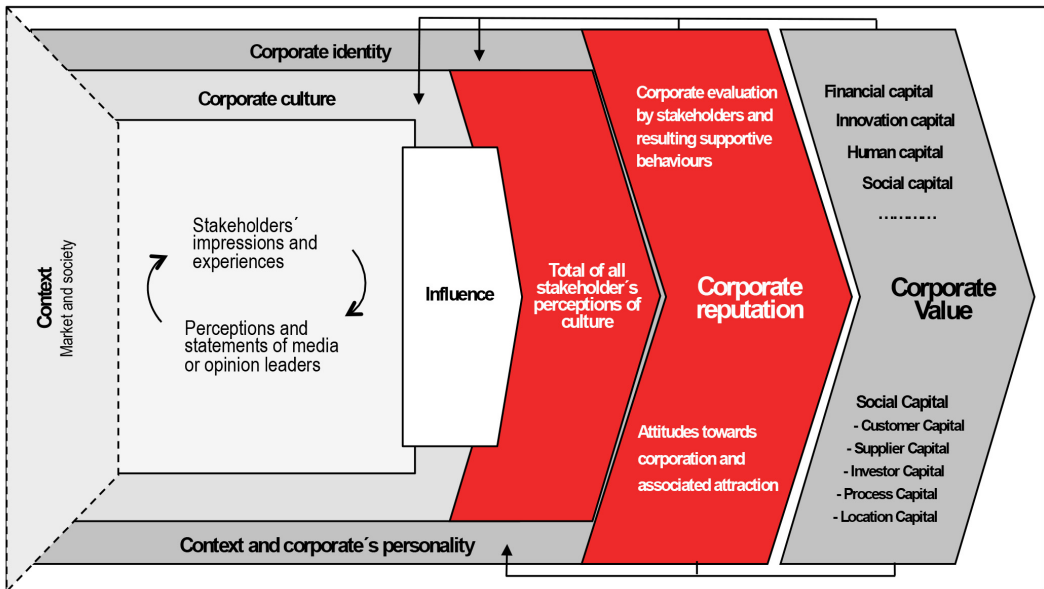 Corporate identity
Corporate culture
Context
Market and society
Stakeholders´
impressions and
experiences
Perceptions and
statements of media
or opinion leaders
Influence
Total of all
stakeholder´s
perceptions of
culture
Corporate evaluation
by stakeholders and
resulting supportive
behaviours
Corporate
reputation
Attitudes towards
corporation and
associated attraction
Financial capital
Innovation capital
Human capital
Social capital
…………
Corporate
Value
Social Capital
- Customer Capital
- Supplier Capital
- Investor Capital
- Process Capital
- Location Capital
Context and corporate´s personality